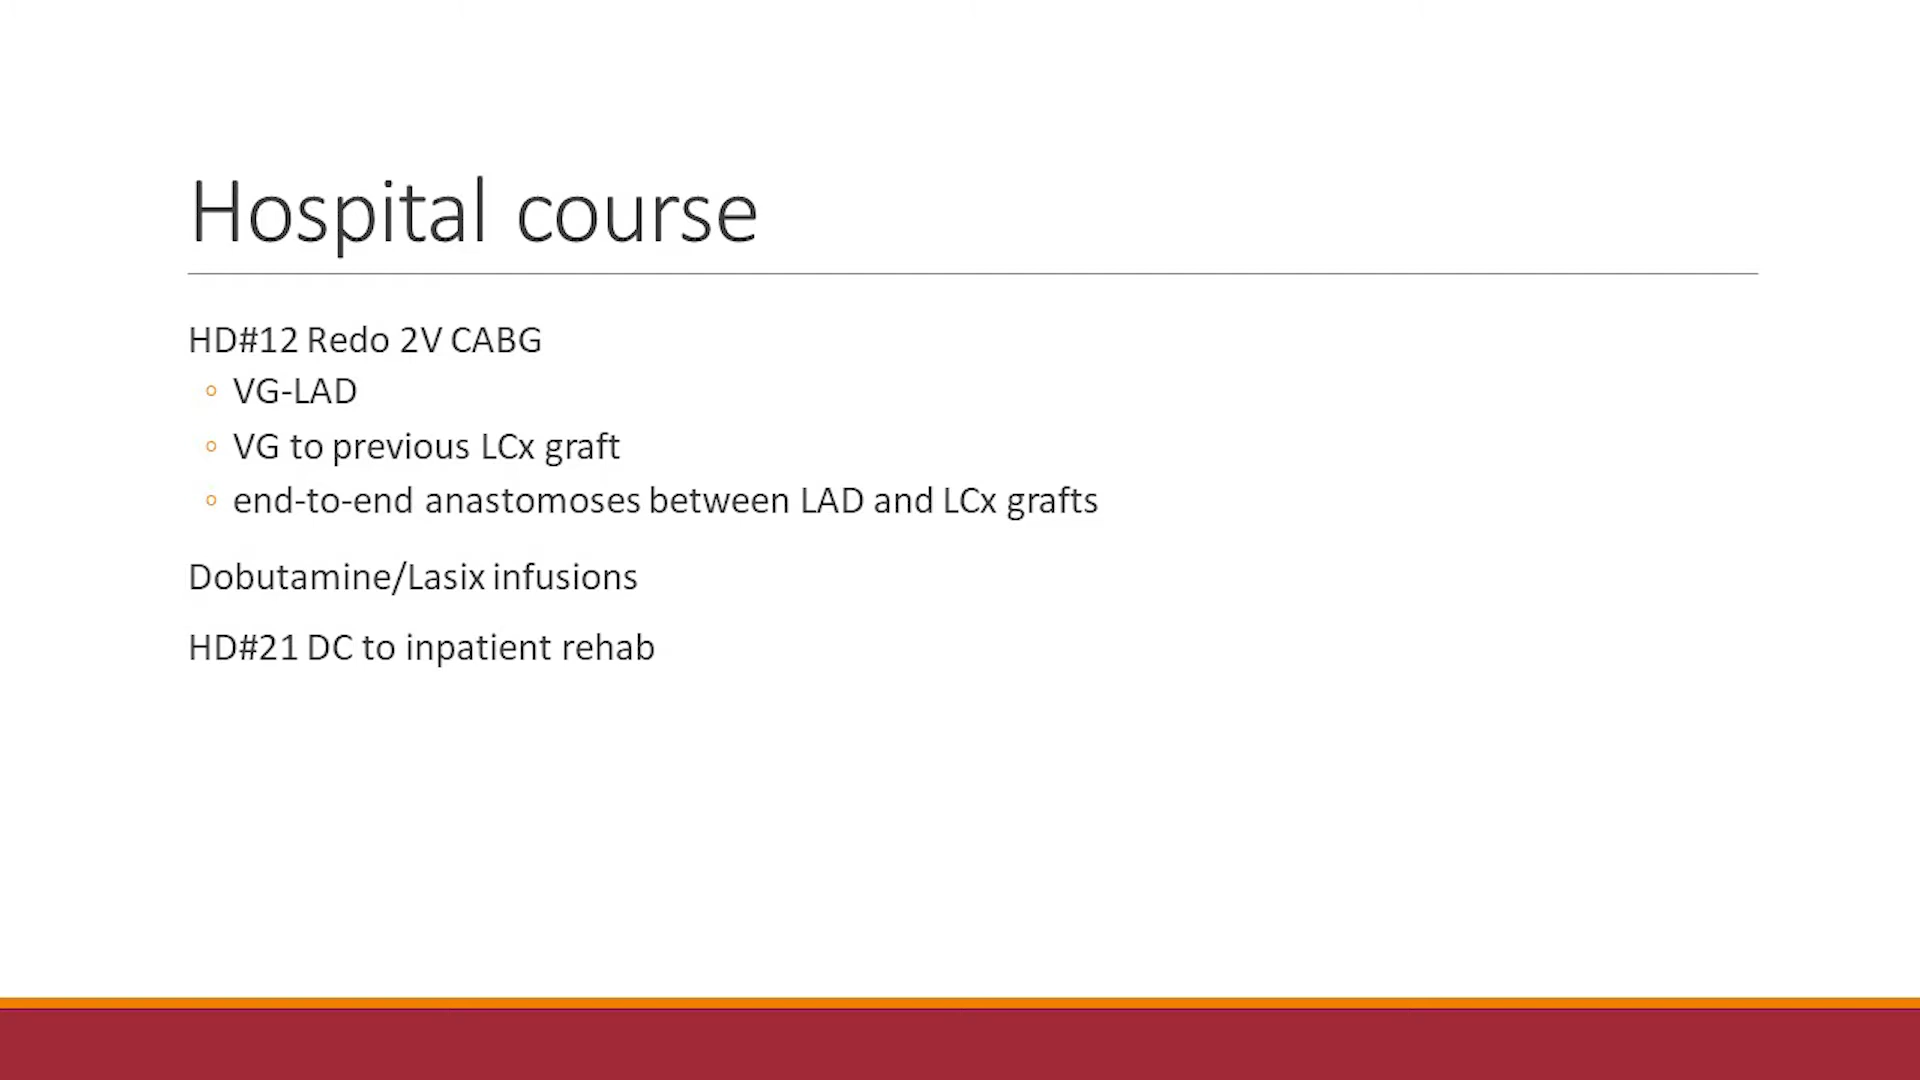 Hospital course
HD#12 Redo 2V CABG
◦ VG-LAD
◦ VG to previous LCx graft
◦ end-to-end anastomoses between LAD and LCx grafts
Dobutamine/Lasix infusions
HD#21 DC to inpatient rehab